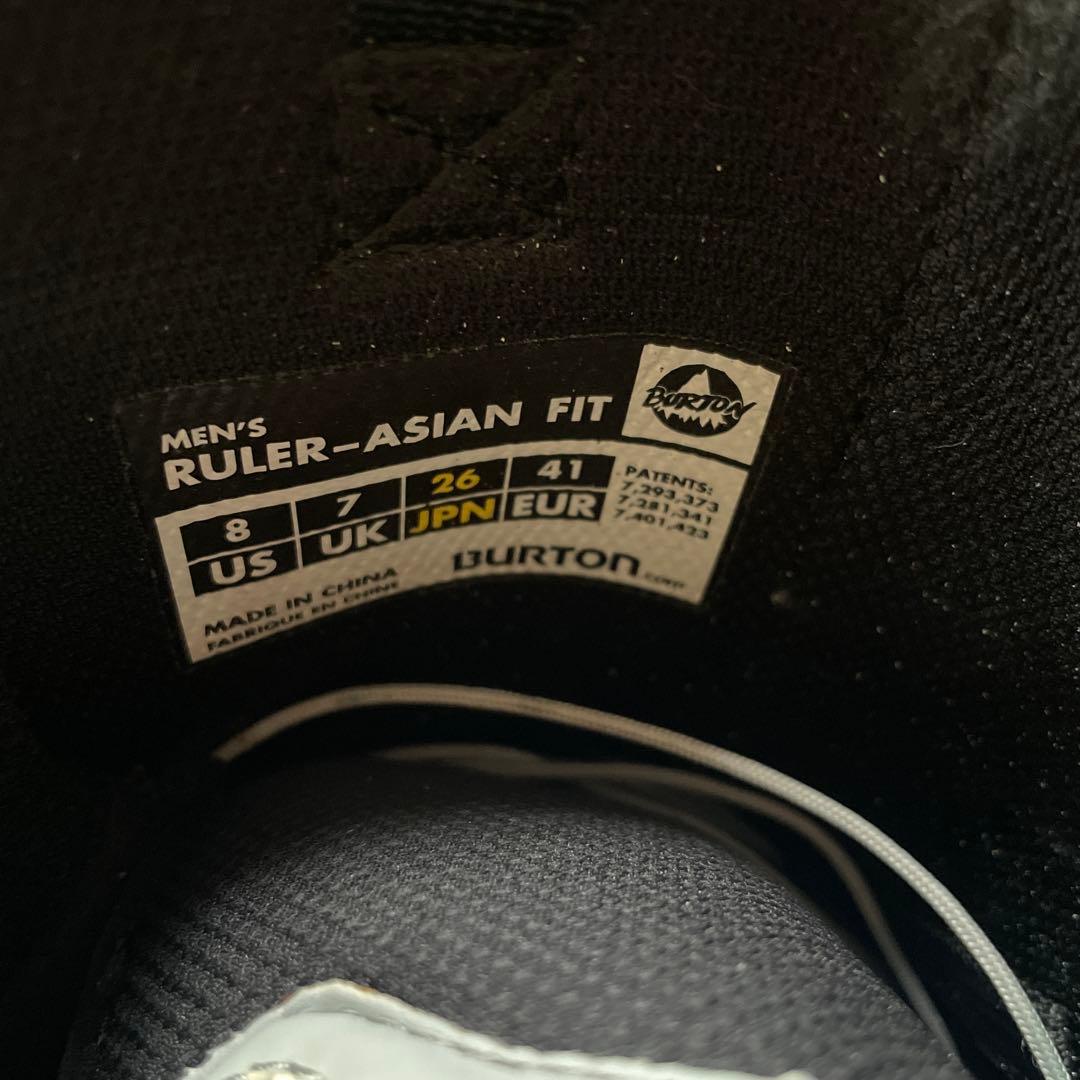 MEN'S
RULER-ASIAN FIT
BURTON
8 7 26 41
US UK JPN EUR
PATENTS:
7,293,373
7,281,341
7,401,423
BURTON.COM
MADE IN CHINA
FABRIQUE EN CHINE